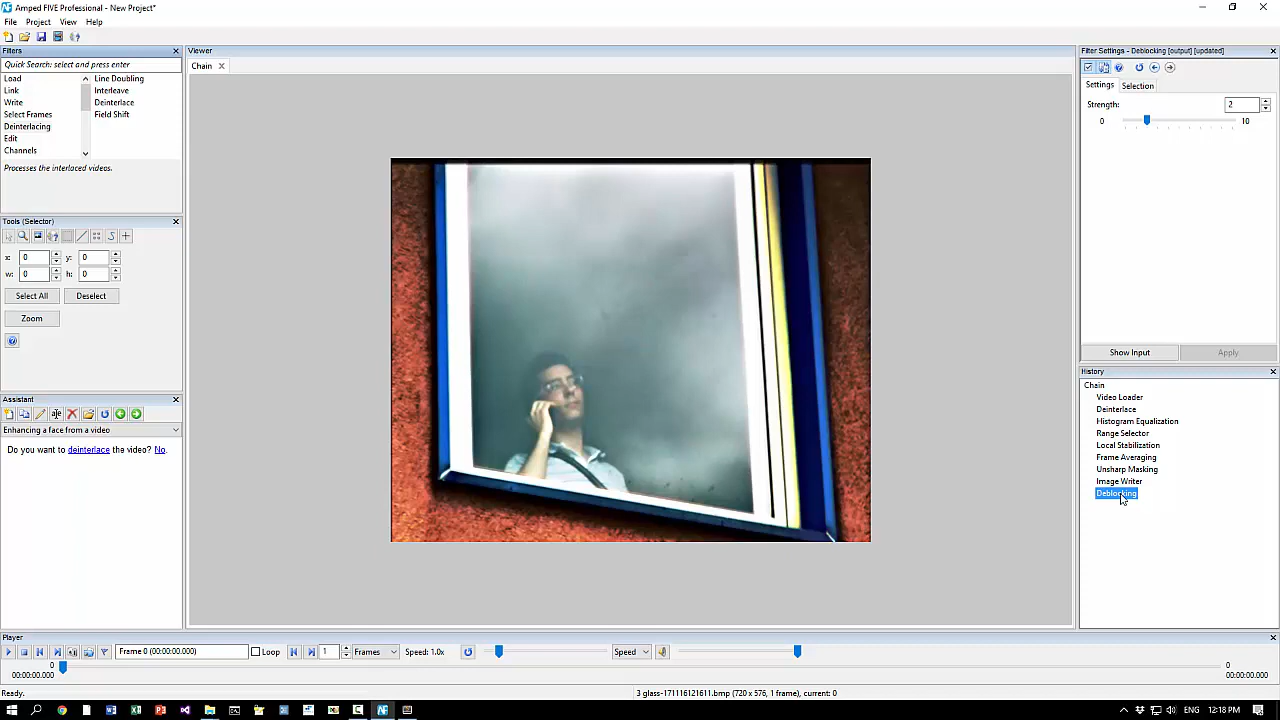 Amped FIVE Professional - New Project*
File Project View Help
Filters
Quick Search: select and press enter
Load
Link
Write
Select Frames
Deinterlacing
Edit
Channels
Line Doubling
Interleave
Deinterlace
Field Shift
Processes the interlaced videos.
Tools (Selector)
x: 0 y: 0
w: 0 h: 0
Select All Deselect
Zoom
Assistant
Enhancing a face from a video
Do you want to deinterlace the video? No.
Viewer
Chain
Filter Settings - Deblocking [output] [updated]
Settings Selection
Strength: 2
0 10
Show Input Apply
History
Chain
Video Loader
Deinterlace
Histogram Equalization
Range Selector
Local Stabilization
Frame Averaging
Unsharp Masking
Image Writer
Deblocking
Player
Frame 0 (00:00:00.000) Loop 1 Frames Speed: 1.0x Speed
0 0
00:00:00.000 00:00:00.000
Ready. 3 glass-171116121611.bmp (720 x 576, 1 frame), current: 0
12:18 PM